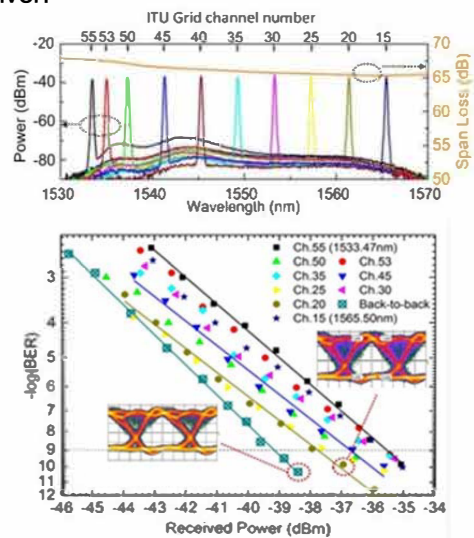 ITU Grid channel number
55 53 50 45 40 35 30 25 20 15
-20
-40
-60
-80
Power (dBm)
70
65
60
55
50
Span Loss (dB)
1530 1540 1550 1560 1570
Wavelength (nm)
-log(BER)
3
4
5
6
7
8
9
10
11
12
Ch.55 (1533.47nm)
Ch.50 Ch.53
Ch.35 Ch.45
Ch.25 Ch.30
Ch.20 Back-to-back
Ch.15 (1565.50nm)
-46 -45 -44 -43 -42 -41 -40 -39 -38 -37 -36 -35 -34
Received Power (dBm)